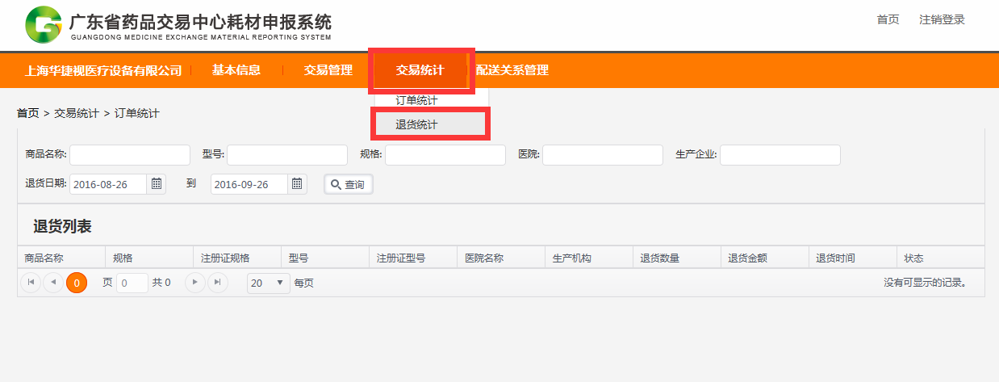 广东省药品交易中心耗材申报系统
GUANGDONG MEDICINE EXCHANGE MATERIAL REPORTING SYSTEM
首页 注销登录
上海华捷视医疗设备有限公司 基本信息 交易管理 交易统计 配送关系管理
订单统计
首页 > 交易统计 > 订单统计
退货统计
商品名称: 型号: 规格: 医院: 生产企业:
退货日期: 2016-08-26 到 2016-09-26 查询
退货列表
商品名称 规格 注册证规格 型号 注册证型号 医院名称 生产机构 退货数量 退货金额 退货时间 状态
0 页 0 共 0 20 每页 没有可显示的记录。